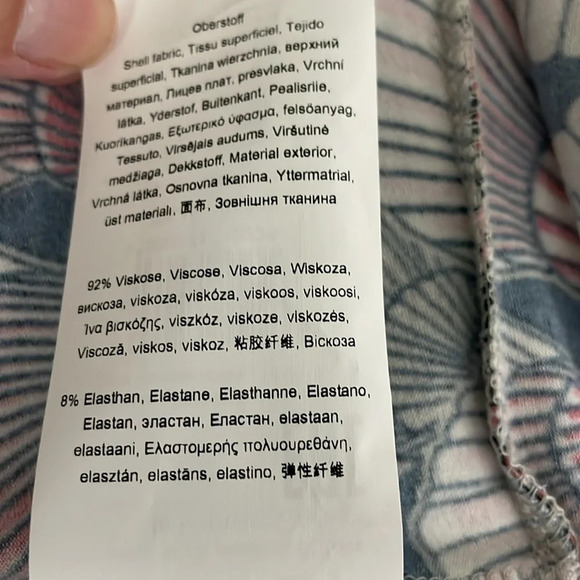 Oberstoff
Shell fabric, Tissu superficiel, Tejido
superficial, Tkanina wierzchnia, верхний
материал, Лицев плат, presvlaka, Vrchní
látka, Yderstof, Buitenkant, Pealisriie,
Kuorikangas, Εξωτερικό ύφασμα, felsőanyag,
Tessuto, Virsējais audums, Viršutinė
medžiaga, Dekkstoff, Material exterior,
Vrchná látka, Osnovna tkanina, Yttermatrial,
üst materialı, 面布, Зовнішня тканина
92% Viskose, Viscose, Viscosa, Wiskoza,
вискоза, viskoza, viskóza, viskoos, viskoosi,
Ίνα βισκόζης, viszkóz, viskoze, viskozės,
Viscoză, viskos, viskoz, 粘胶纤维, Віскоза
8% Elasthan, Elastane, Elasthanne, Elastano,
Elastan, эластан, Еластан, elastaan,
elastaani, Ελαστομερής πολυουρεθάνη,
elasztán, elastāns, elastino, 弹性纤维